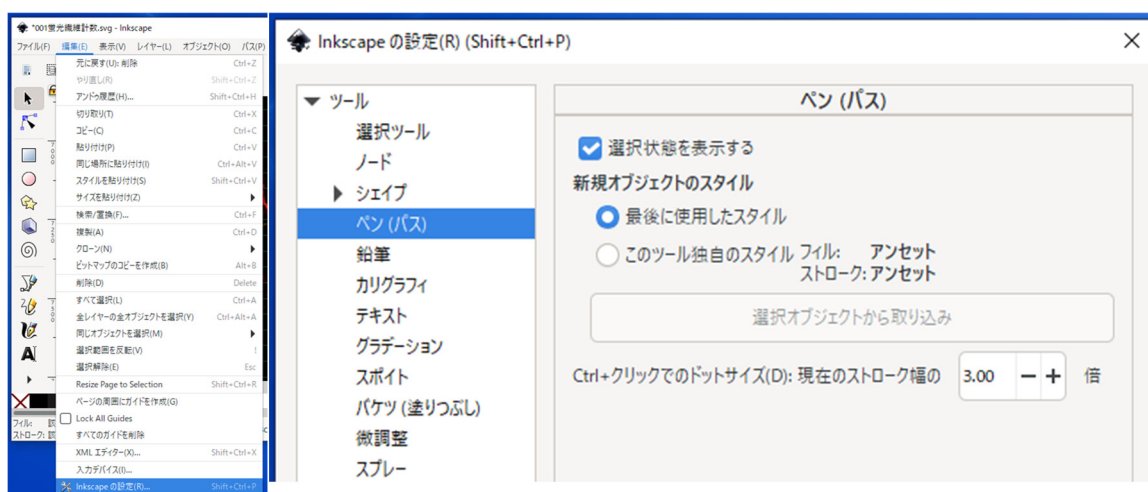 *001蛍光繊維計数.svg - Inkscape
ファイル(F) 編集(E) 表示(V) レイヤー(L) オブジェクト(O) パス(P)
元に戻す(U): 削除 Ctrl+Z
やり直し(R) Shift+Ctrl+Z
アンドゥ履歴(H)... Shift+Ctrl+H
切り取り(T) Ctrl+X
コピー(C) Ctrl+C
貼り付け(P) Ctrl+V
同じ場所に貼り付け(I) Ctrl+Alt+V
スタイルを貼り付け(S) Shift+Ctrl+V
サイズを貼り付け(Z)
検索/置換(F)... Ctrl+F
複製(A) Ctrl+D
クローン(N)
ビットマップのコピーを作成(B) Alt+B
削除(D) Delete
すべて選択(L) Ctrl+A
全レイヤーの全オブジェクトを選択(Y) Ctrl+Alt+A
同じオブジェクトを選択(M)
選択範囲を反転(V) !
選択解除(E) Esc
Resize Page to Selection Shift+Ctrl+R
ページの周囲にガイドを作成(G)
Lock All Guides
すべてのガイドを削除
XML エディター(X)... Shift+Ctrl+X
入力デバイス(I)...
Inkscape の設定(R)... Shift+Ctrl+P
フィル:
ストローク:
Inkscape の設定(R) (Shift+Ctrl+P)
ツール
選択ツール
ノード
シェイプ
ペン (パス)
鉛筆
カリグラフィ
テキスト
グラデーション
スポイト
バケツ (塗りつぶし)
微調整
スプレー
ペン (パス)
選択状態を表示する
新規オブジェクトのスタイル
最後に使用したスタイル
このツール独自のスタイル フィル: アンセット
ストローク: アンセット
選択オブジェクトから取り込み
Ctrl+クリックでのドットサイズ(D): 現在のストローク幅の 3.00 倍